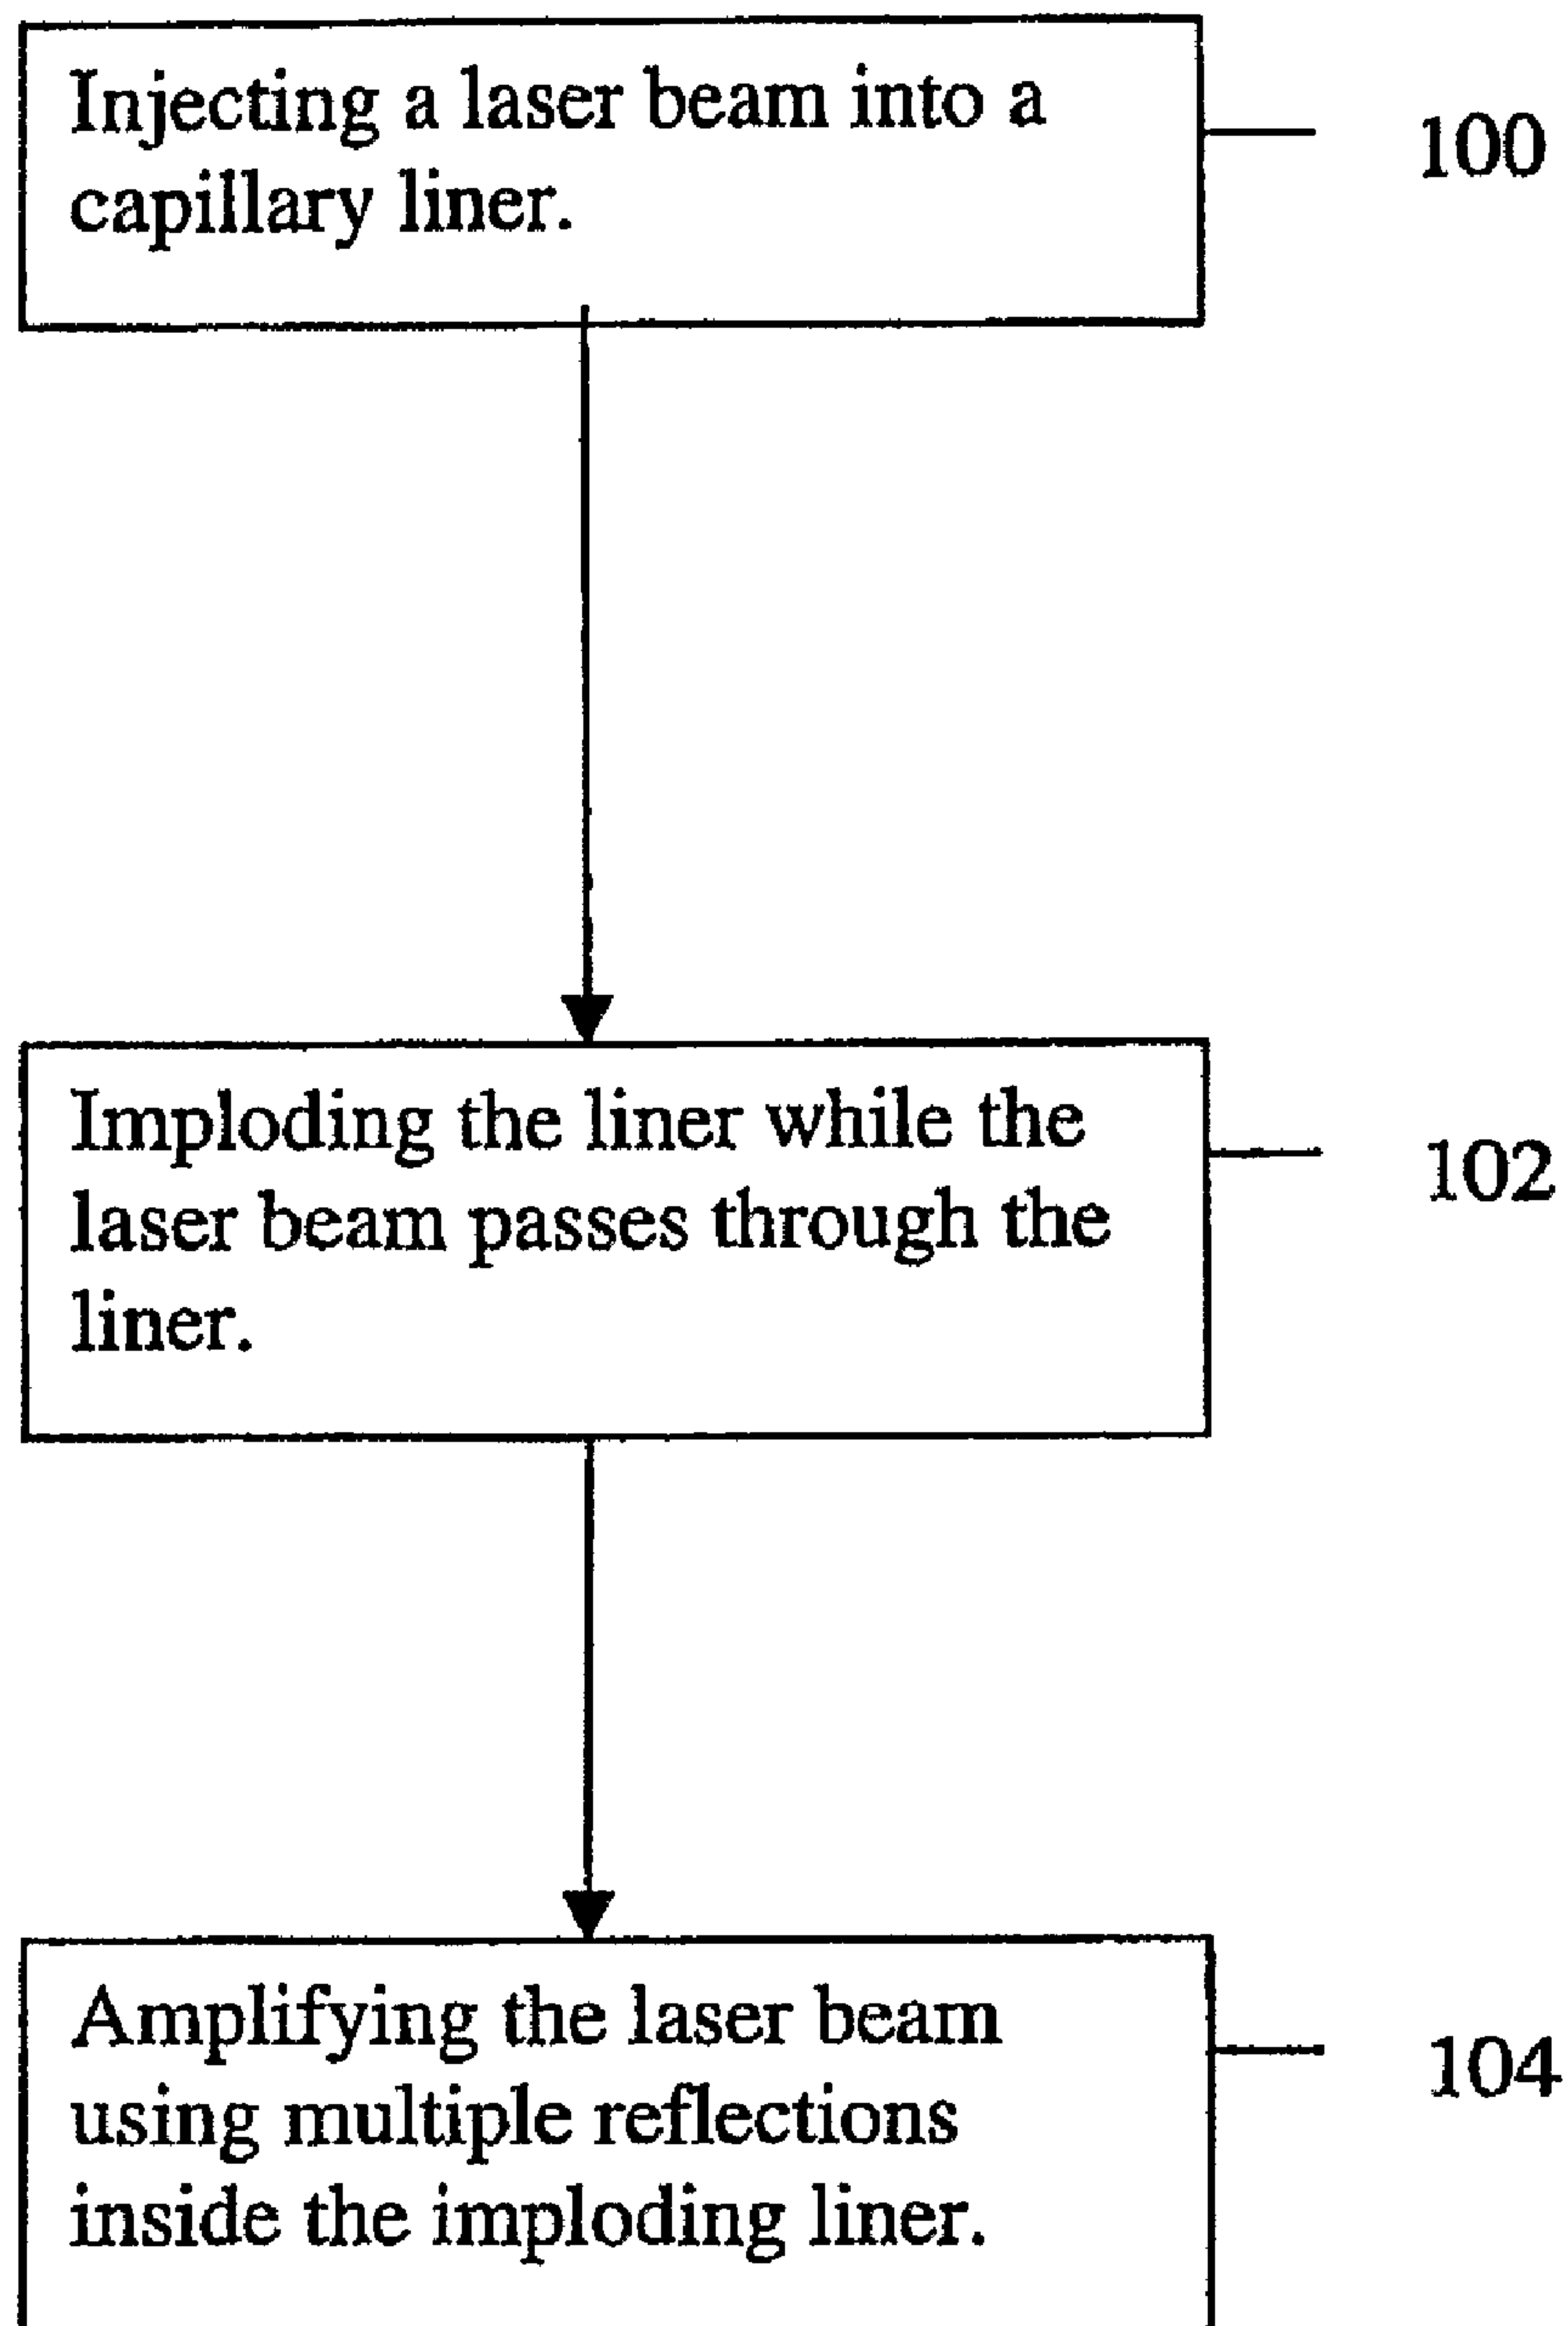 Injecting a laser beam into a
capillary liner.
100
Imploding the liner while the
laser beam passes through the
liner.
102
Amplifying the laser beam
using multiple reflections
inside the imploding liner.
104